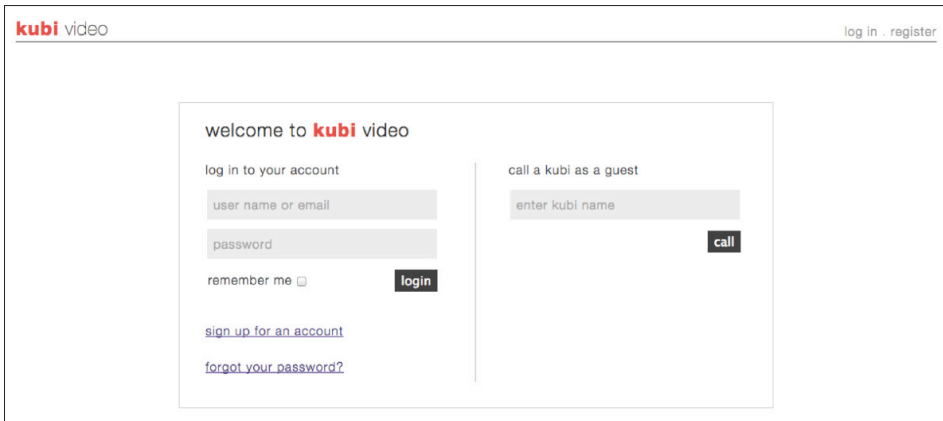 kubi video
log in . register
welcome to kubi video
log in to your account
user name or email
password
remember me
login
sign up for an account
forgot your password?
call a kubi as a guest
enter kubi name
call